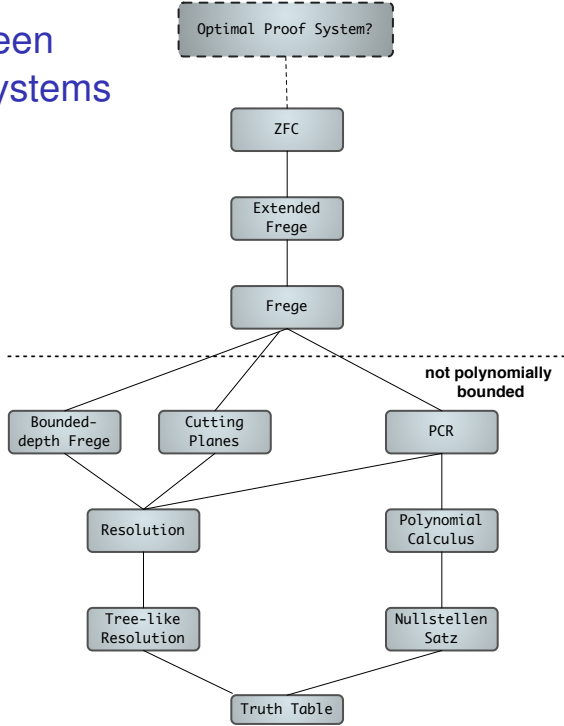 een
ystems
Optimal Proof System?
ZFC
Extended
Frege
Frege
not polynomially
bounded
Bounded-
depth Frege
Cutting
Planes
PCR
Resolution
Polynomial
Calculus
Tree-like
Resolution
Nullstellen
Satz
Truth Table